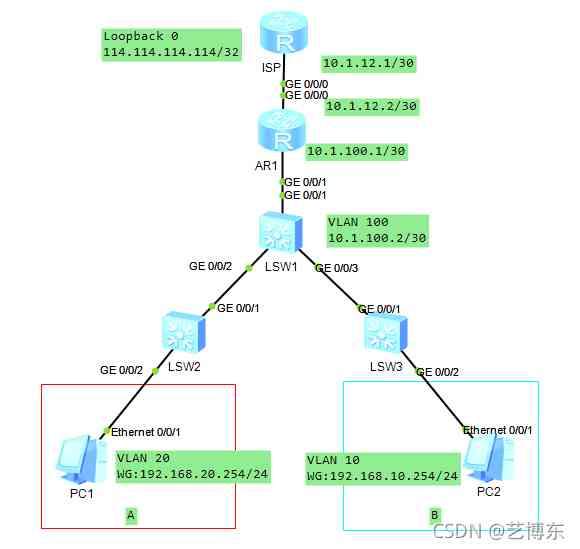 Loopback 0
114.114.114.114/32
R
ISP
10.1.12.1/30
GE 0/0/0
GE 0/0/0
10.1.12.2/30
R
AR1
10.1.100.1/30
GE 0/0/1
GE 0/0/1
VLAN 100
10.1.100.2/30
LSW1
GE 0/0/2
GE 0/0/3
GE 0/0/1
GE 0/0/1
LSW2
LSW3
GE 0/0/2
GE 0/0/2
Ethernet 0/0/1
Ethernet 0/0/1
VLAN 20
WG:192.168.20.254/24
PC1
VLAN 10
WG:192.168.10.254/24
PC2
A
B
CSDN @艺博东